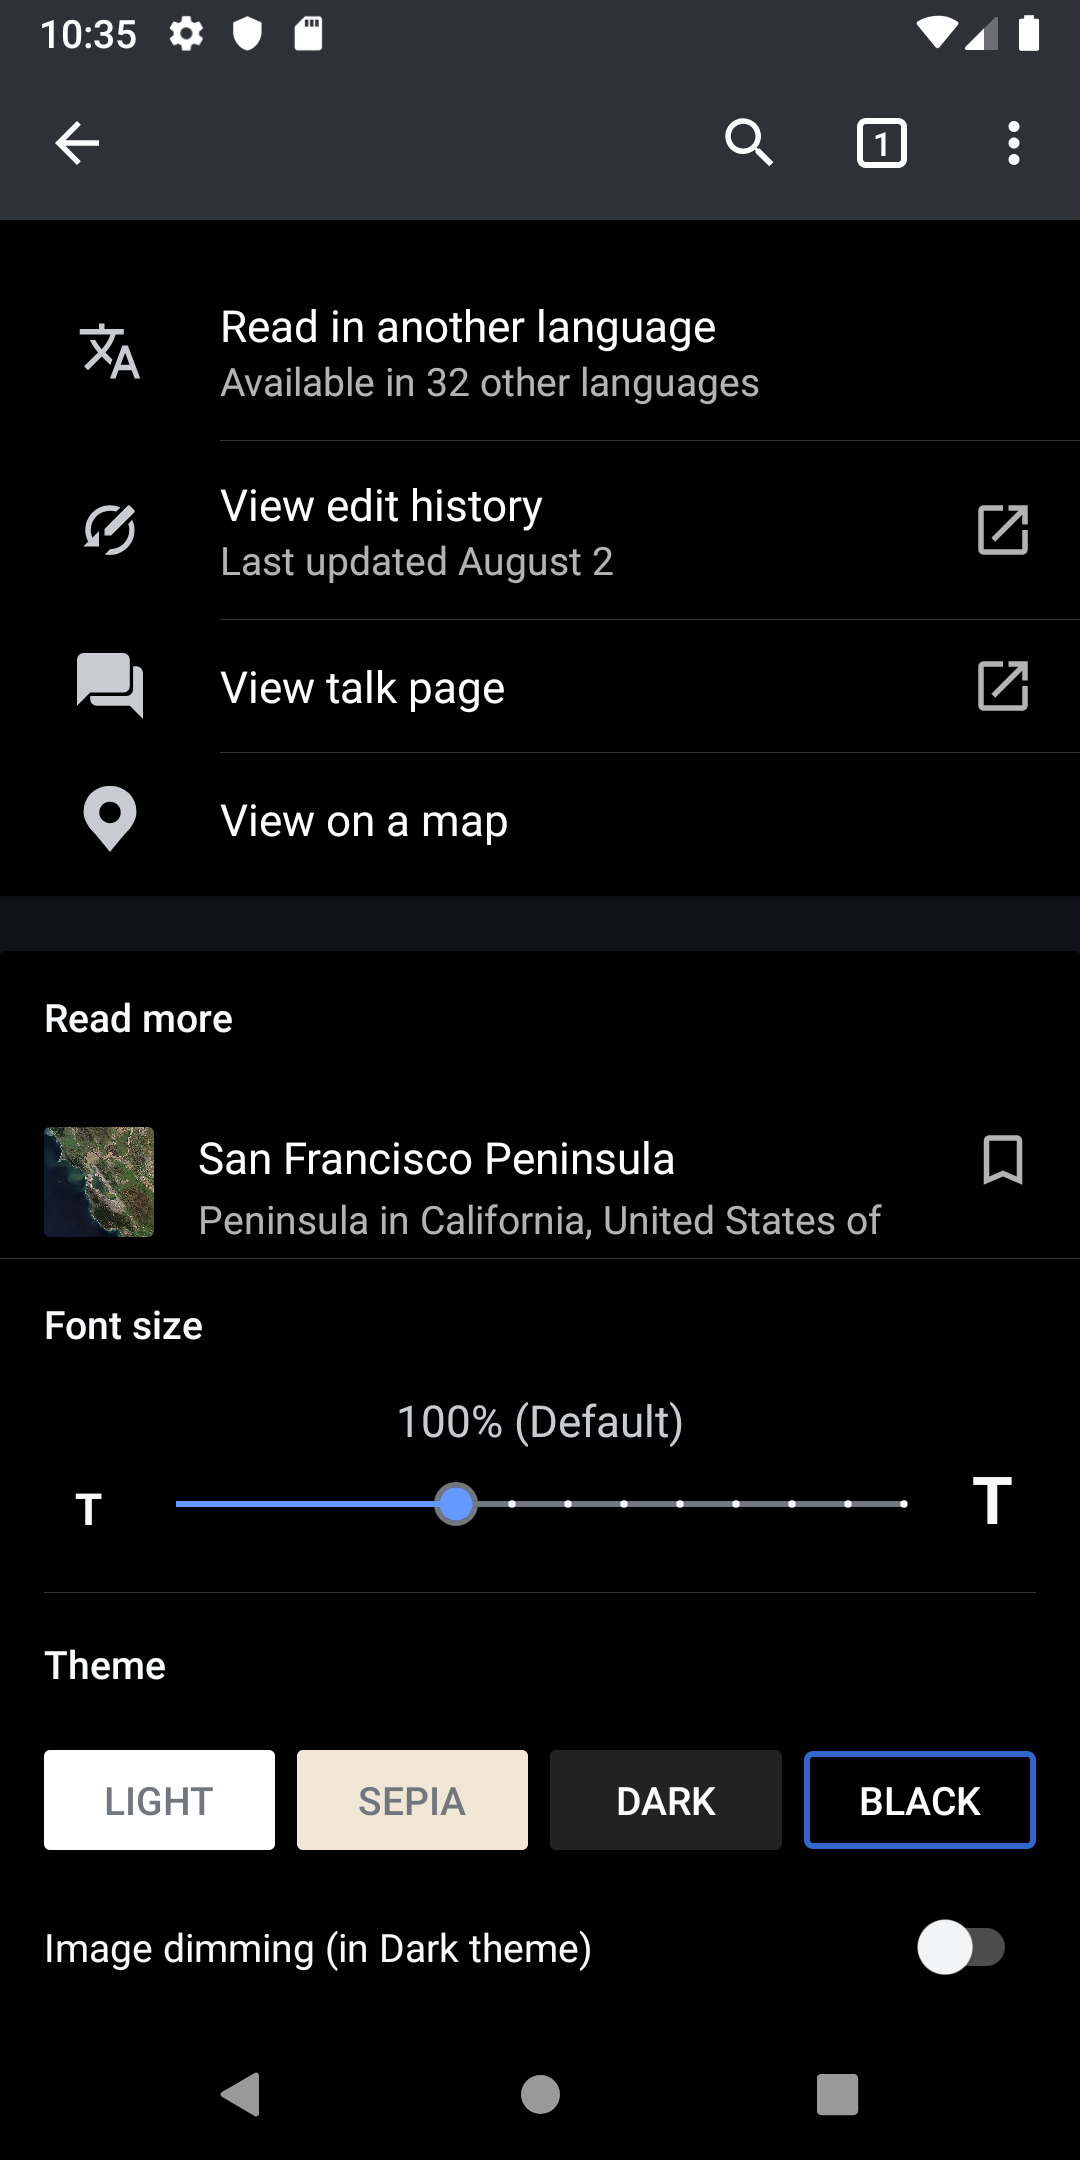 10:35
1
Read in another language
Available in 32 other languages
View edit history
Last updated August 2
View talk page
View on a map
Read more
San Francisco Peninsula
Peninsula in California, United States of
Font size
100% (Default)
T T
Theme
LIGHT SEPIA DARK BLACK
Image dimming (in Dark theme)